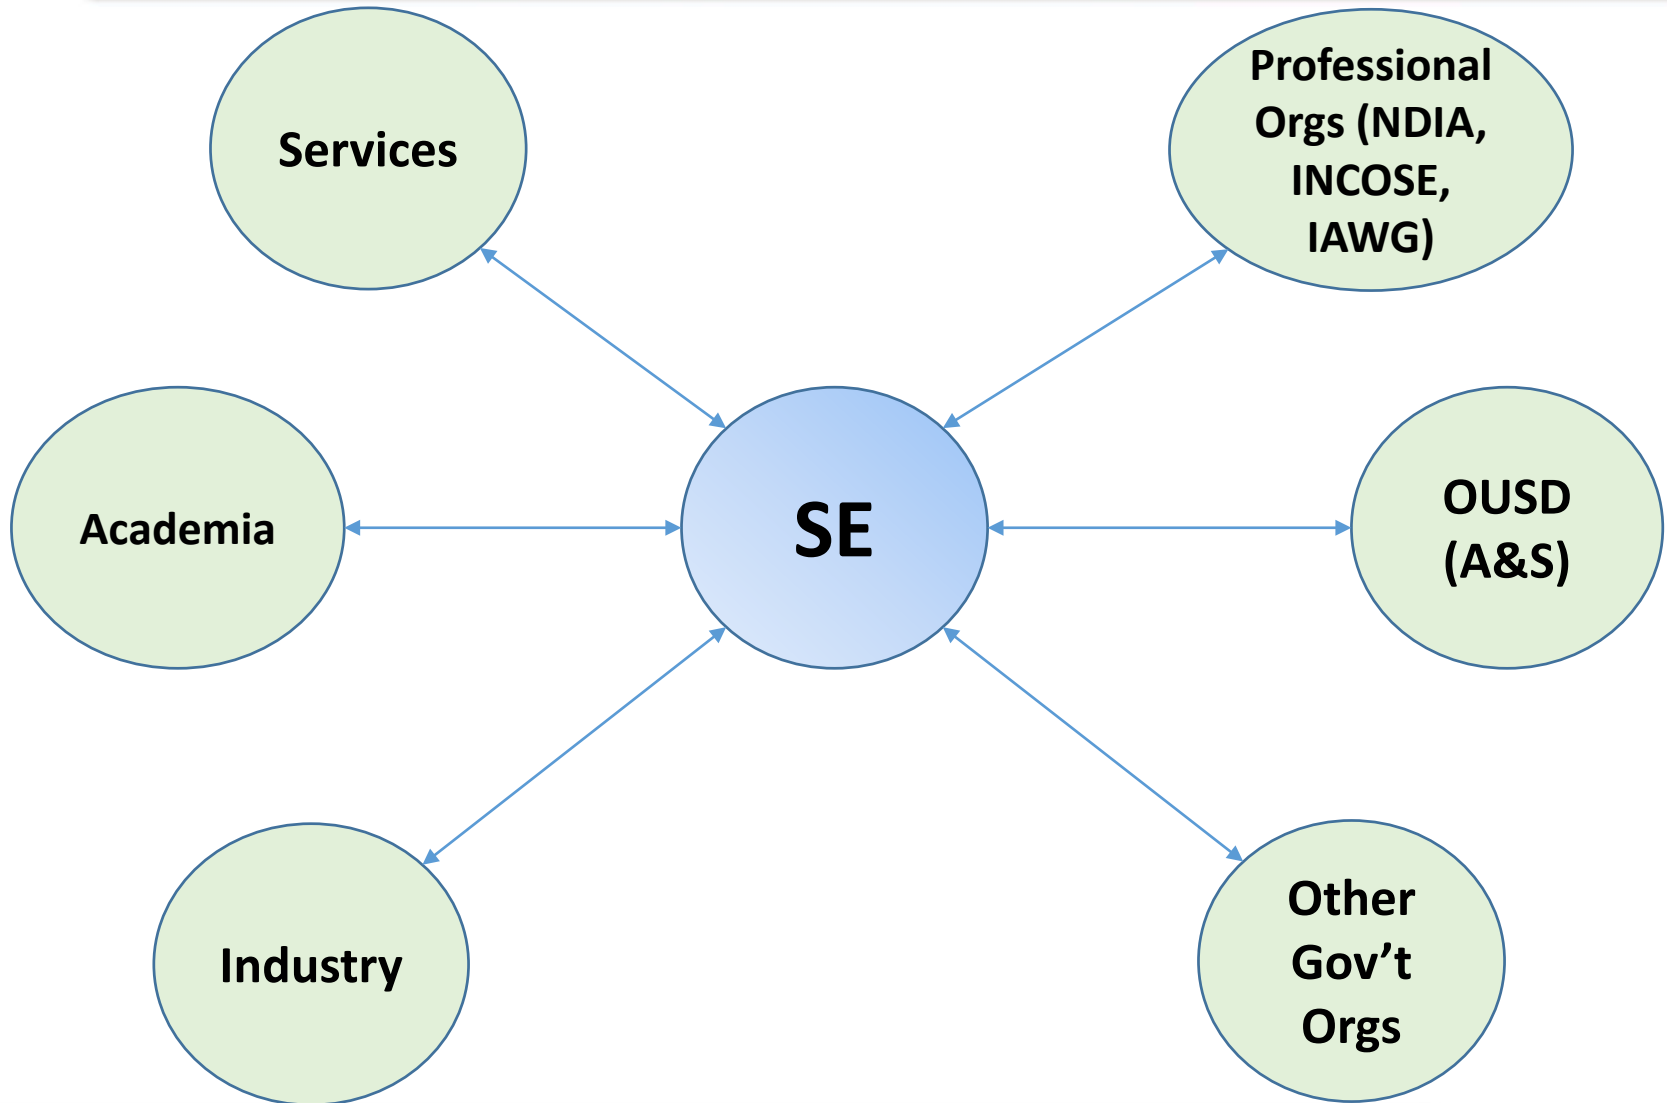 Services
Professional
Orgs (NDIA,
INCOSE,
IAWG)
Academia
SE
OUSD
(A&S)
Industry
Other
Gov’t
Orgs